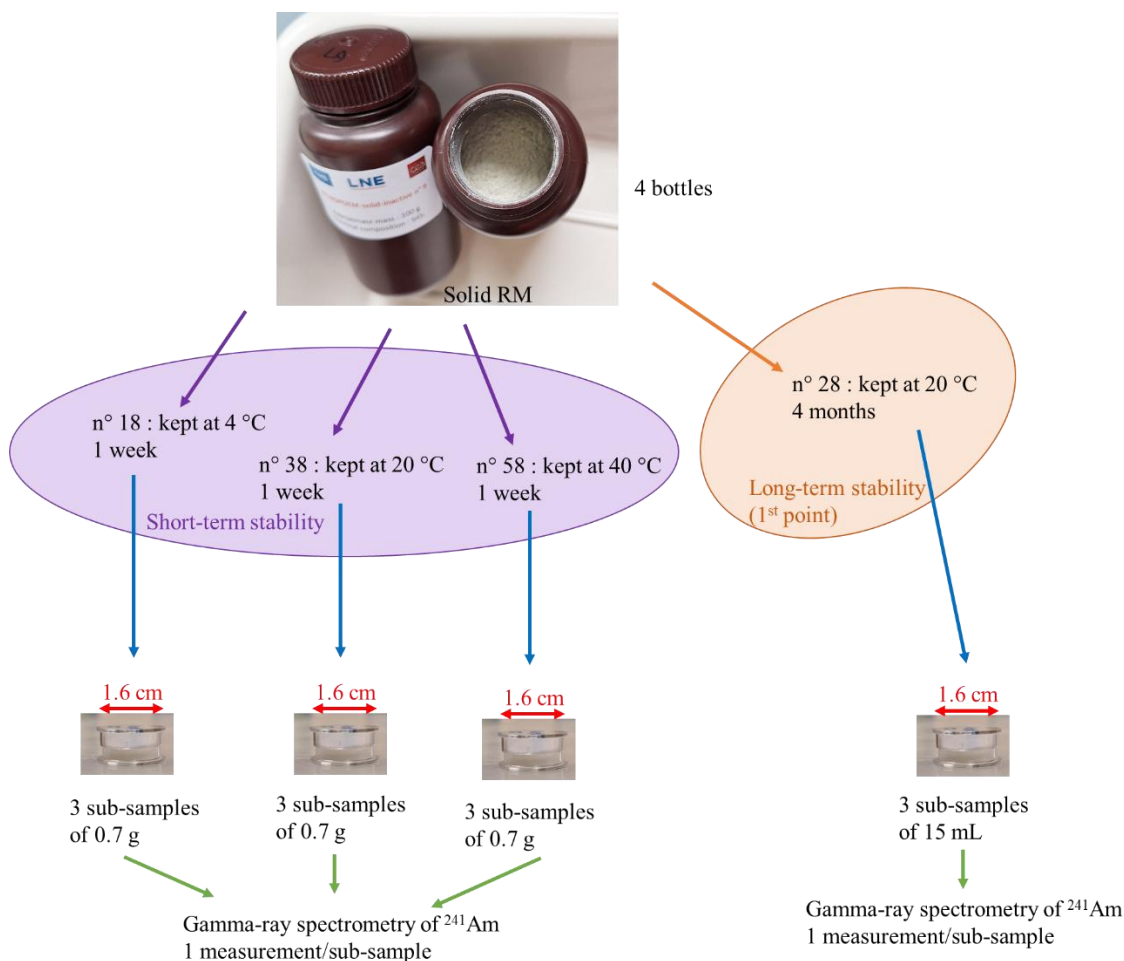 LNE
solid-inactive n°
4 bottles
Solid RM
n° 18 : kept at 4 °C
1 week
n° 38 : kept at 20 °C
1 week
n° 58 : kept at 40 °C
1 week
Short-term stability
n° 28 : kept at 20 °C
4 months
Long-term stability
(1st point)
1.6 cm
1.6 cm
1.6 cm
1.6 cm
3 sub-samples
of 0.7 g
3 sub-samples
of 0.7 g
3 sub-samples
of 0.7 g
3 sub-samples
of 15 mL
Gamma-ray spectrometry of 241Am
1 measurement/sub-sample
Gamma-ray spectrometry of 241Am
1 measurement/sub-sample